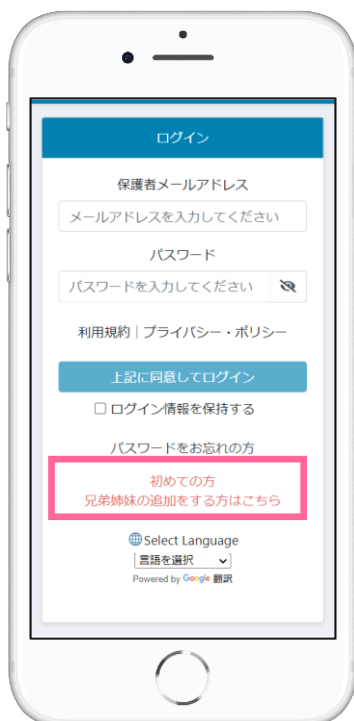 ログイン
保護者メールアドレス
メールアドレスを入力してください
パスワード
パスワードを入力してください
利用規約｜プライバシー・ポリシー
上記に同意してログイン
ログイン情報を保持する
パスワードをお忘れの方
初めての方
兄弟姉妹の追加をする方はこちら
Select Language
言語を選択
Powered by Google 翻訳